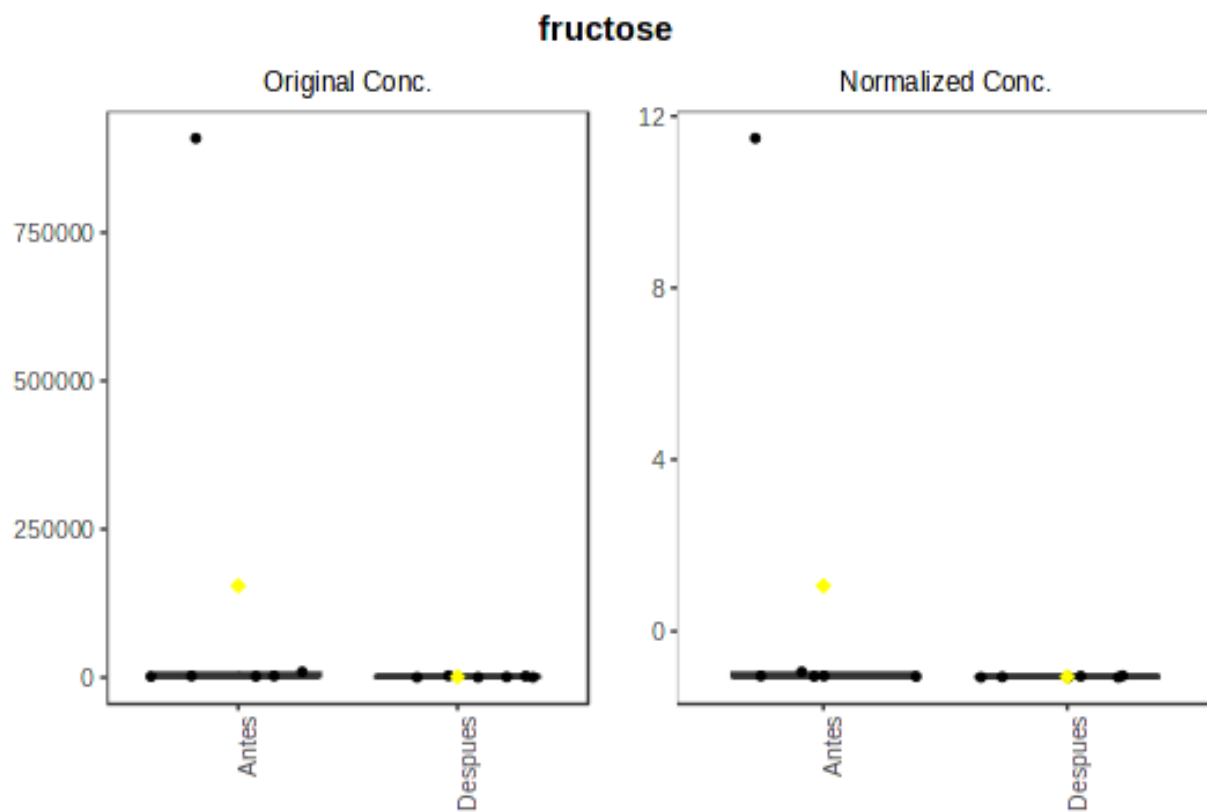 fructose
Original Conc.
750000
500000
250000
0
Antes
Despues
Normalized Conc.
12
8
4
0
Antes
Despues